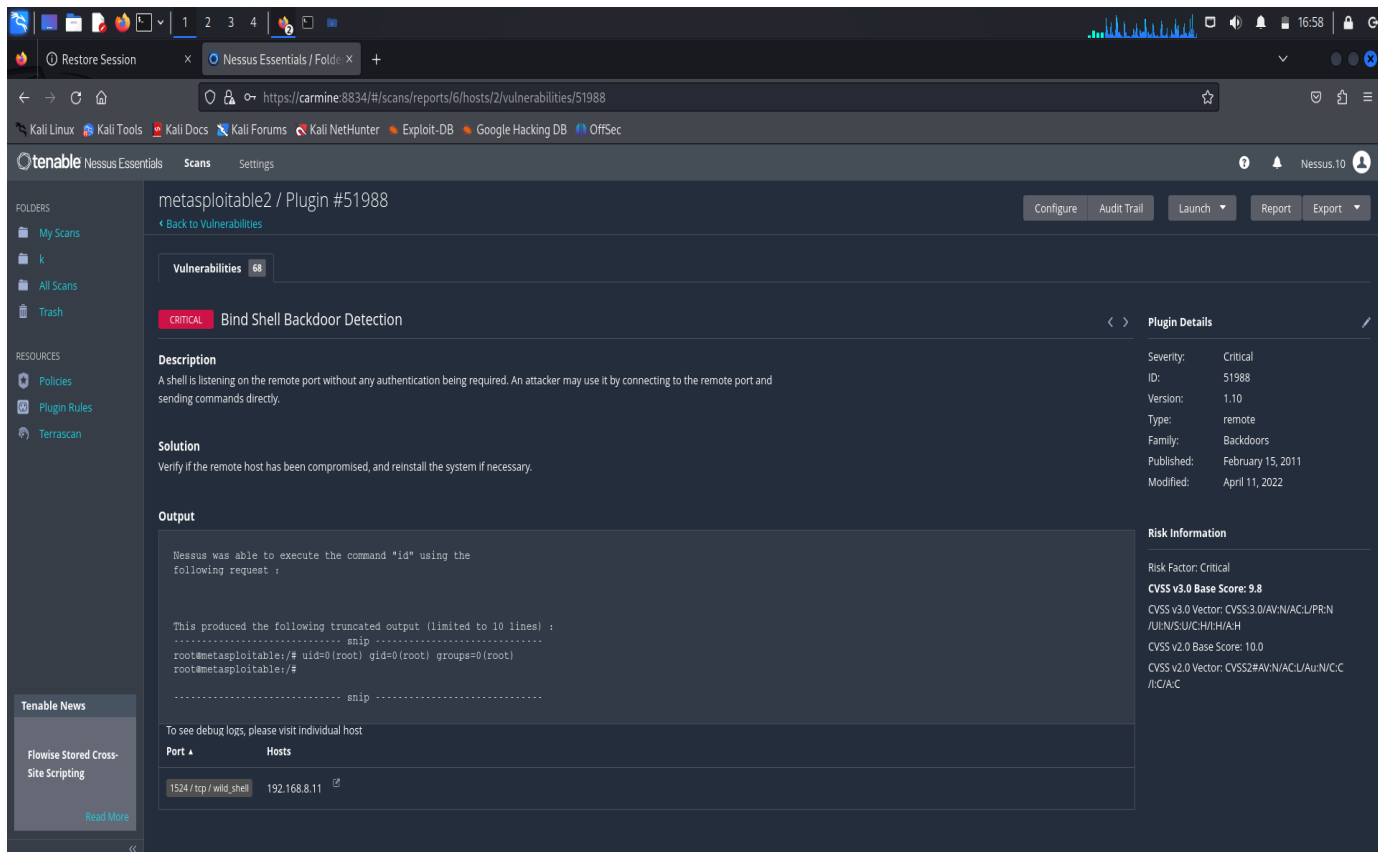 1 2 3 4 2 16:58
Restore Session × Nessus Essentials / Folde × +
https://carmine:8834/#/scans/reports/6/hosts/2/vulnerabilities/51988
Kali Linux Kali Tools Kali Docs Kali Forums Kali NetHunter Exploit-DB Google Hacking DB OffSec
tenable Nessus Essentials Scans Settings Nessus.10
FOLDERS
My Scans
k
All Scans
Trash
RESOURCES
Policies
Plugin Rules
Terrascan
Tenable News
Flowise Stored Cross-
Site Scripting
Read More
metasploitable2 / Plugin #51988
Back to Vulnerabilities
Configure Audit Trail Launch Report Export
Vulnerabilities 68
CRITICAL Bind Shell Backdoor Detection
Description
A shell is listening on the remote port without any authentication being required. An attacker may use it by connecting to the remote port and
sending commands directly.
Solution
Verify if the remote host has been compromised, and reinstall the system if necessary.
Output
Nessus was able to execute the command "id" using the
following request :
This produced the following truncated output (limited to 10 lines) :
------------------------------ snip ------------------------------
root@metasploitable:/# uid=0(root) gid=0(root) groups=0(root)
root@metasploitable:/#
------------------------------ snip ------------------------------
To see debug logs, please visit individual host
Port Hosts
1524 / tcp / wild_shell 192.168.8.11
Plugin Details
Severity: Critical
ID: 51988
Version: 1.10
Type: remote
Family: Backdoors
Published: February 15, 2011
Modified: April 11, 2022
Risk Information
Risk Factor: Critical
CVSS v3.0 Base Score: 9.8
CVSS v3.0 Vector: CVSS:3.0/AV:N/AC:L/PR:N
/UI:N/S:U/C:H/I:H/A:H
CVSS v2.0 Base Score: 10.0
CVSS v2.0 Vector: CVSS2#AV:N/AC:L/Au:N/C:C
/I:C/A:C